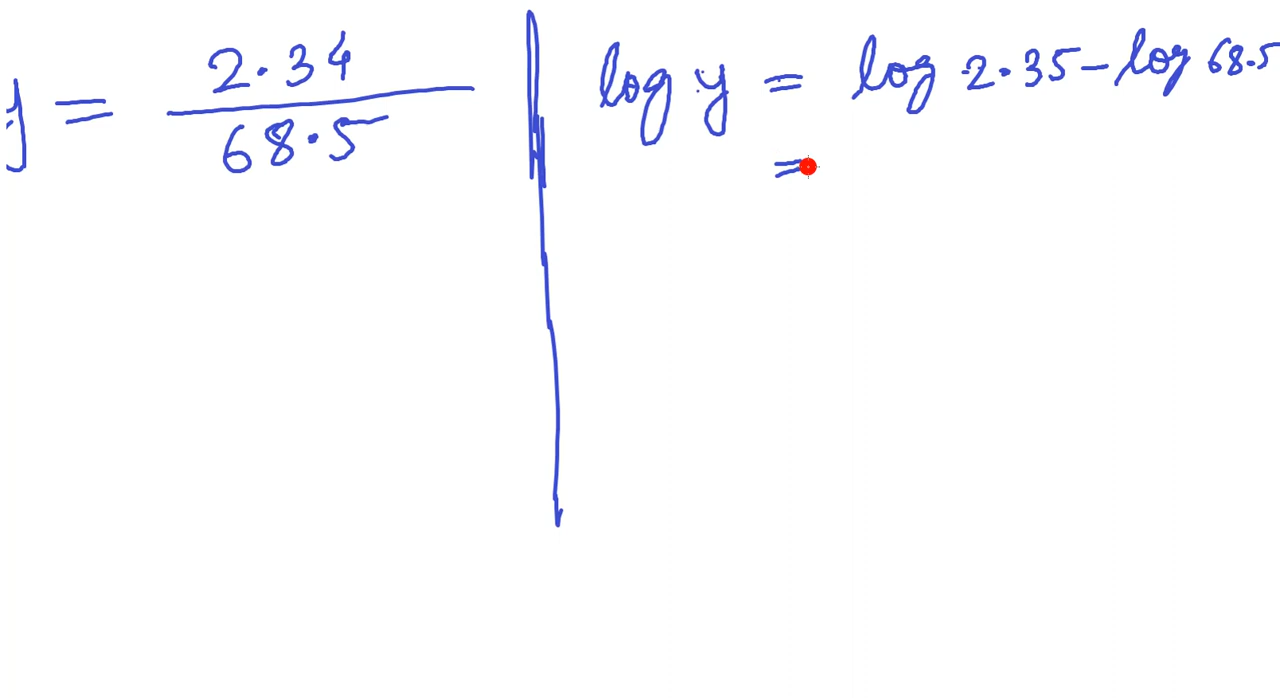 y = 2.34
68.5
log y = log 2.35 - log 68.5
=